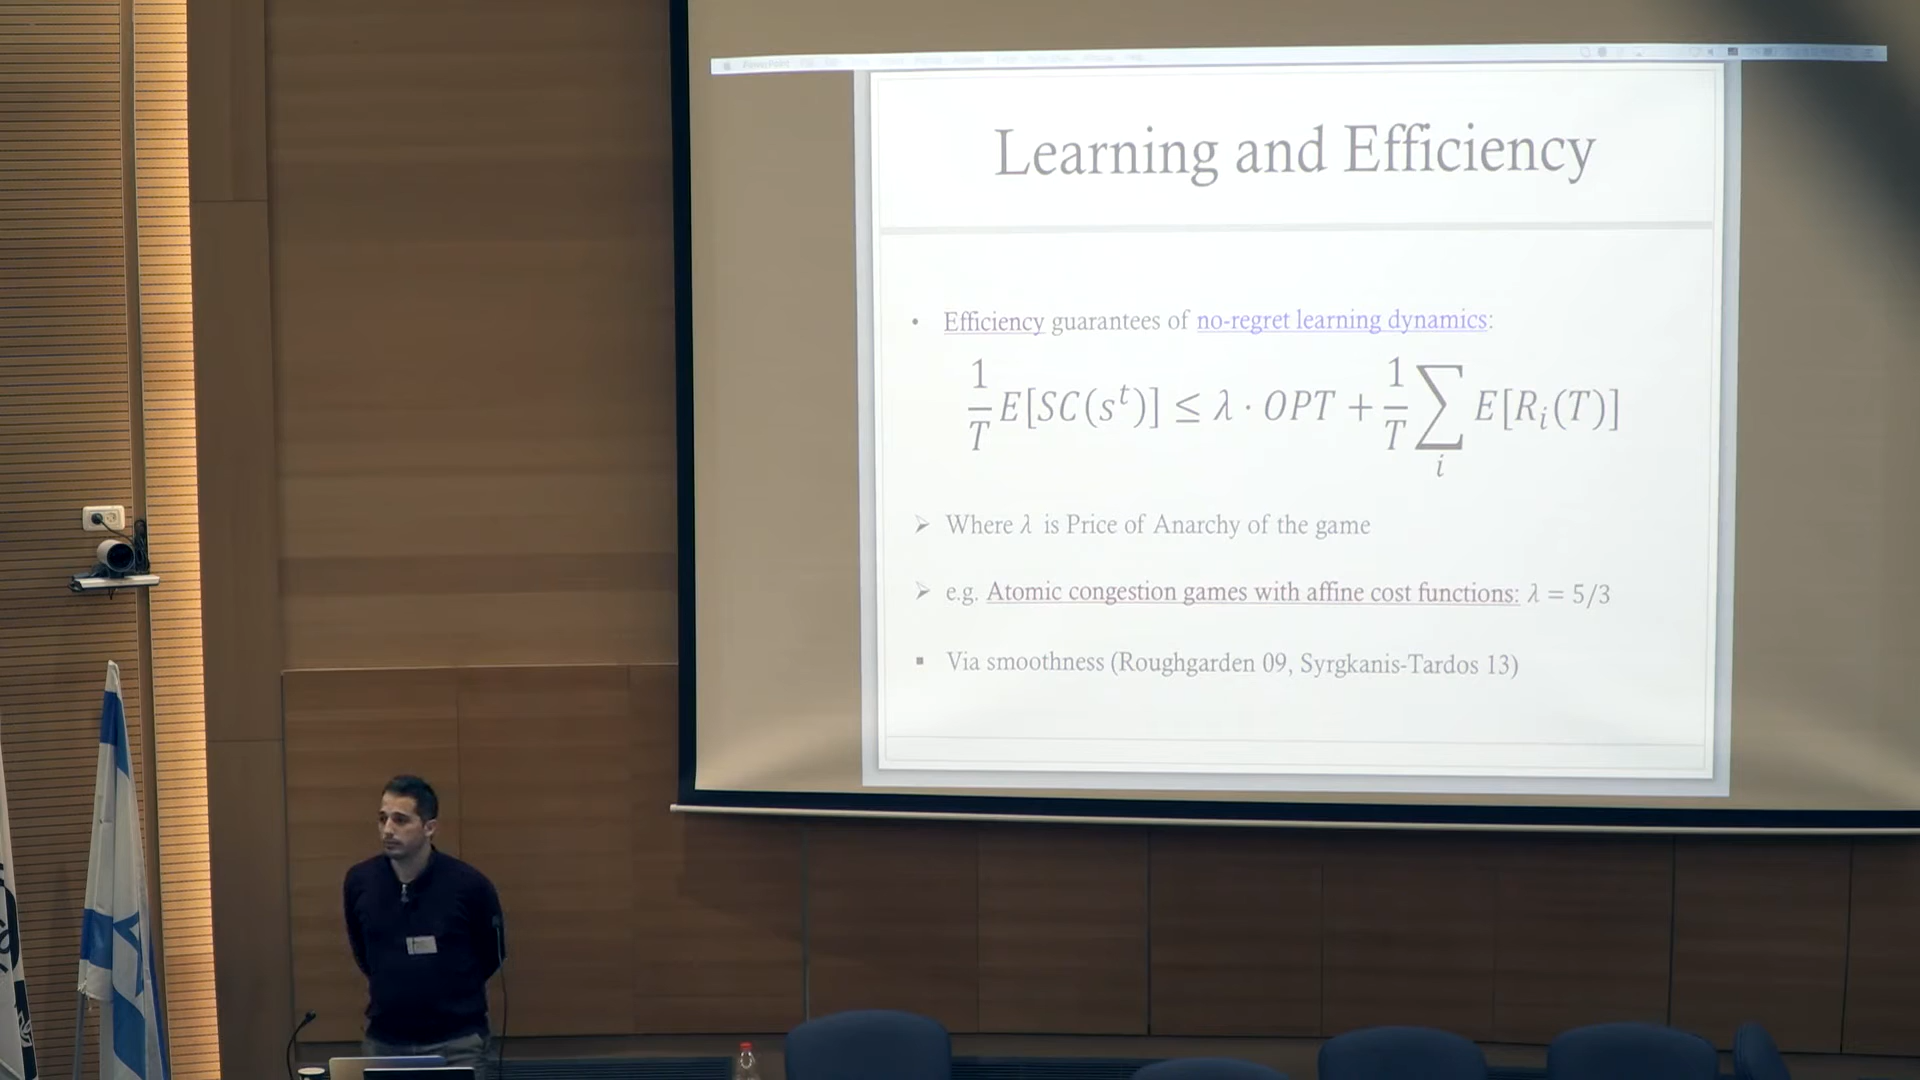 PowerPoint
Learning and Efficiency
• Efficiency guarantees of no-regret learning dynamics:
1/T E[SC(s^t)] ≤ λ · OPT + 1/T ∑_i E[R_i(T)]
➢ Where λ is Price of Anarchy of the game
➢ e.g. Atomic congestion games with affine cost functions: λ = 5/3
▪ Via smoothness (Roughgarden 09, Syrgkanis-Tardos 13)